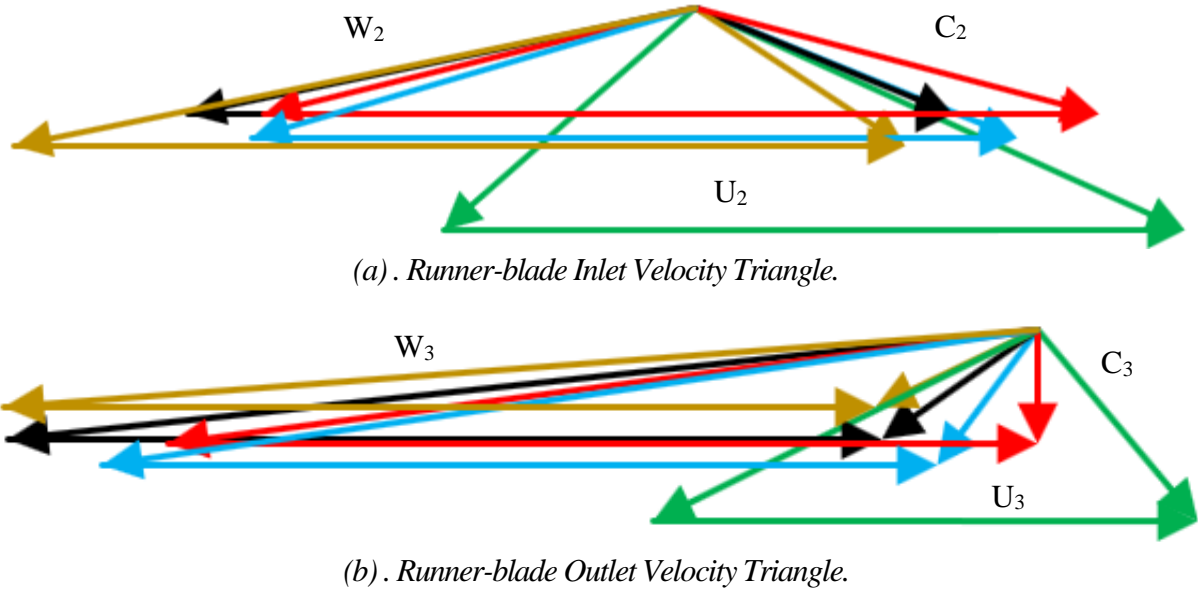 W2
C2
U2
(a) . Runner-blade Inlet Velocity Triangle.
W3
C3
U3
(b) . Runner-blade Outlet Velocity Triangle.